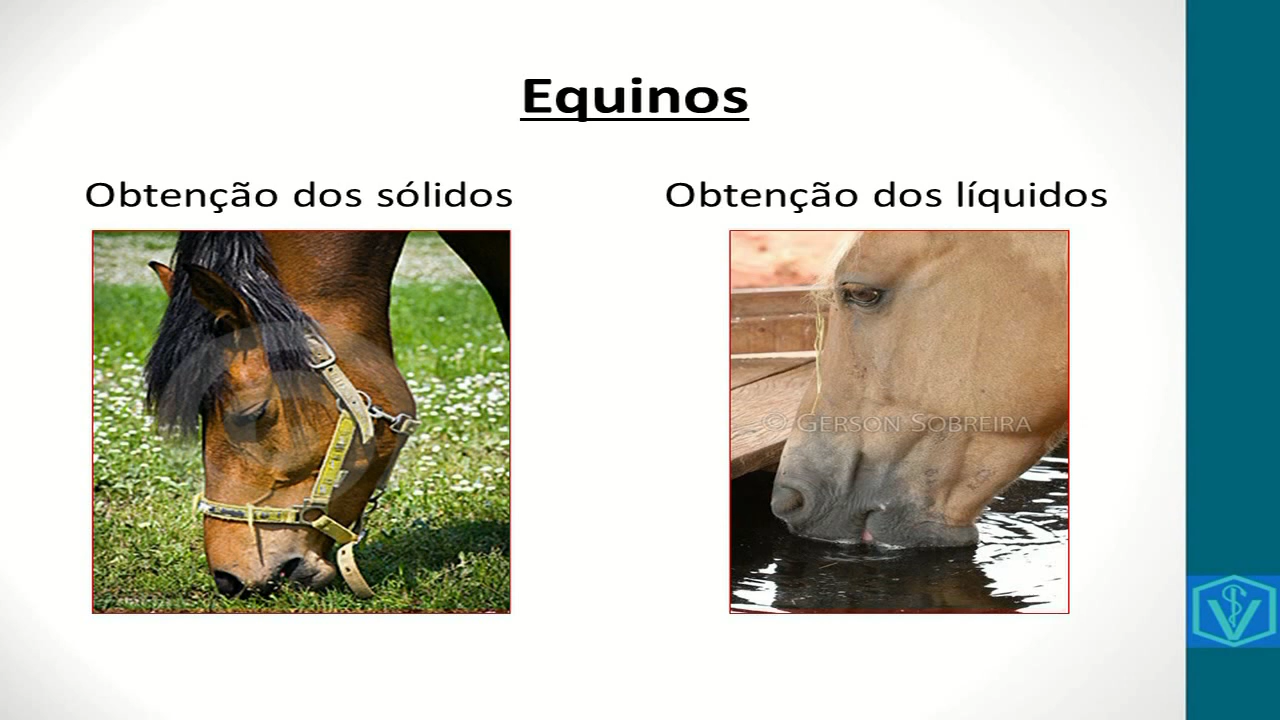 Equinos
Obtenção dos sólidos
Obtenção dos líquidos
© GERSON SOBREIRA